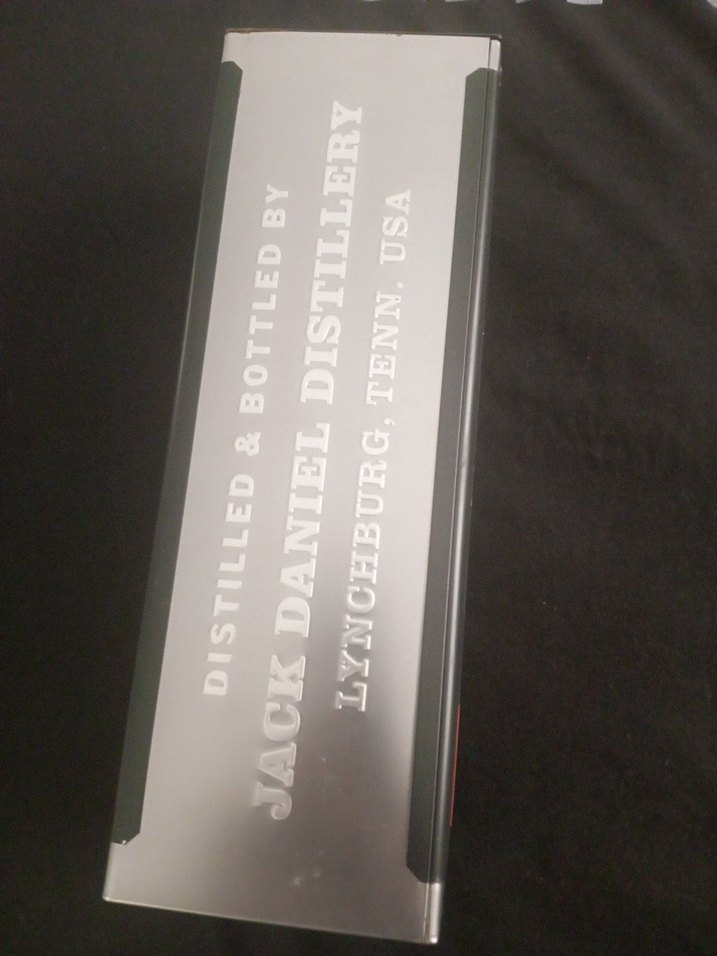 DISTILLED & BOTTLED BY
JACK DANIEL DISTILLERY
LYNCHBURG, TENN. USA